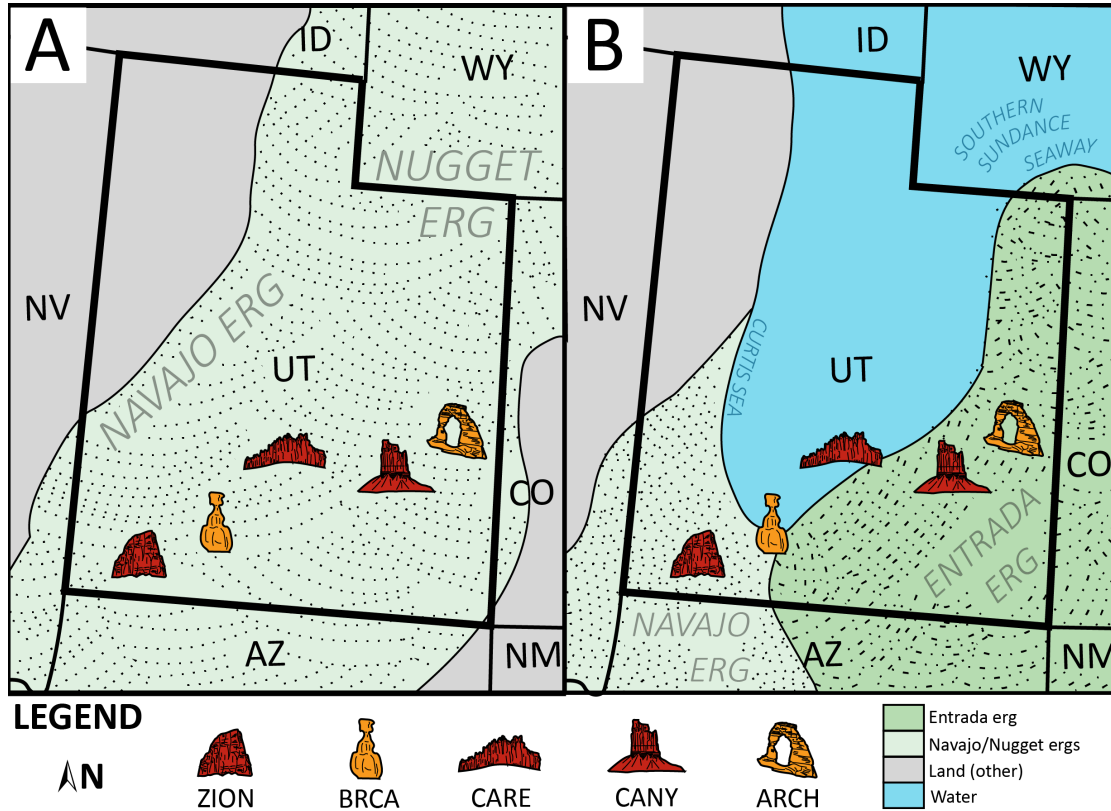 A
ID
WY
NUGGET
ERG
NAVAJO ERG
NV
UT
CO
AZ
NM
B
ID
WY
SOUTHERN
SUNDANCE
SEAWAY
NV
CURTIS SEA
UT
CO
ENTRADA
ERG
NAVAJO
ERG
AZ
NM
LEGEND
N
ZION
BRCA
CARE
CANY
ARCH
Entrada erg
Navajo/Nugget ergs
Land (other)
Water